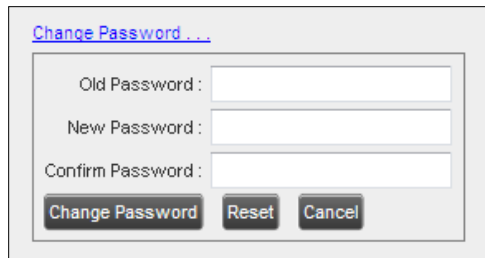 Change Password . . .
Old Password :
New Password :
Confirm Password :
Change Password Reset Cancel